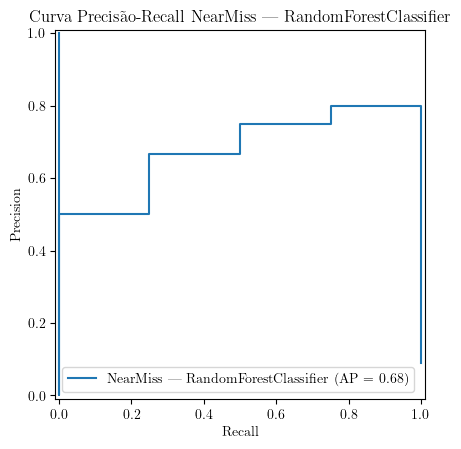 Curva Precisão-Recall NearMiss — RandomForestClassifier
1.0
0.8
0.6
0.4
0.2
0.0
Precision
NearMiss — RandomForestClassifier (AP = 0.68)
0.0 0.2 0.4 0.6 0.8 1.0
Recall